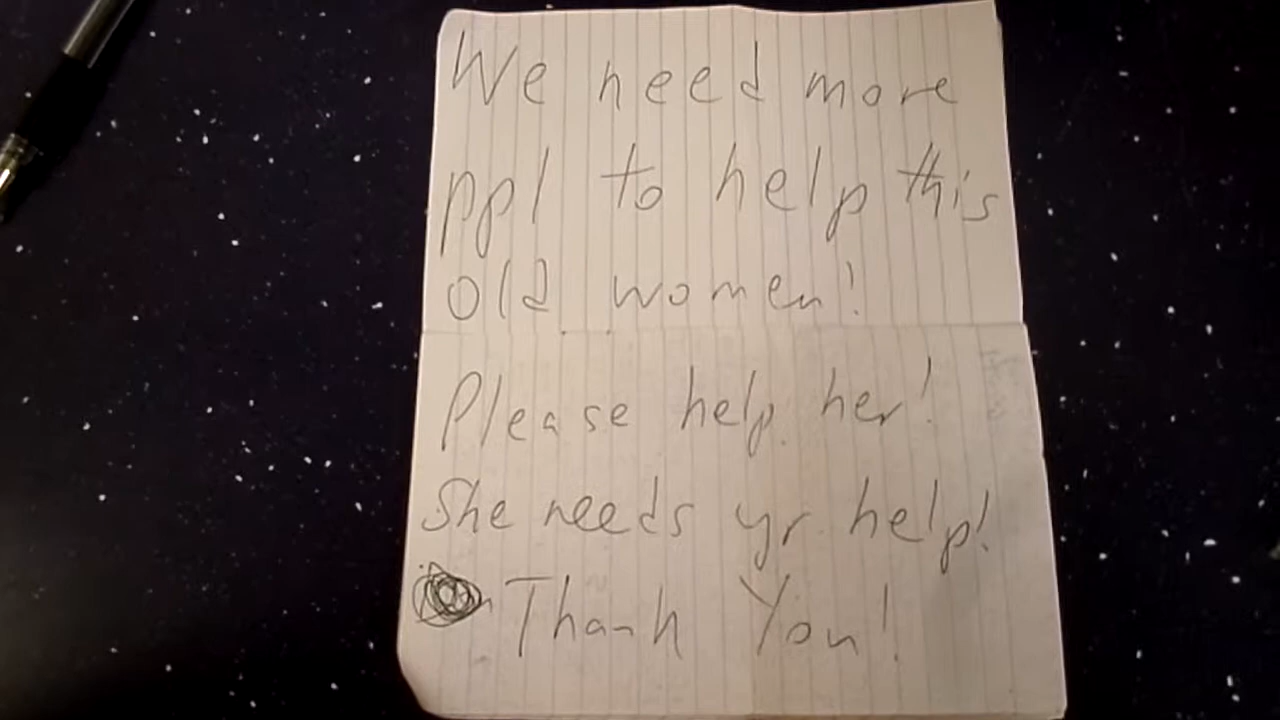 We need more
ppl to help this
old women!
Please help her!
She needs yr help!
Thank You!